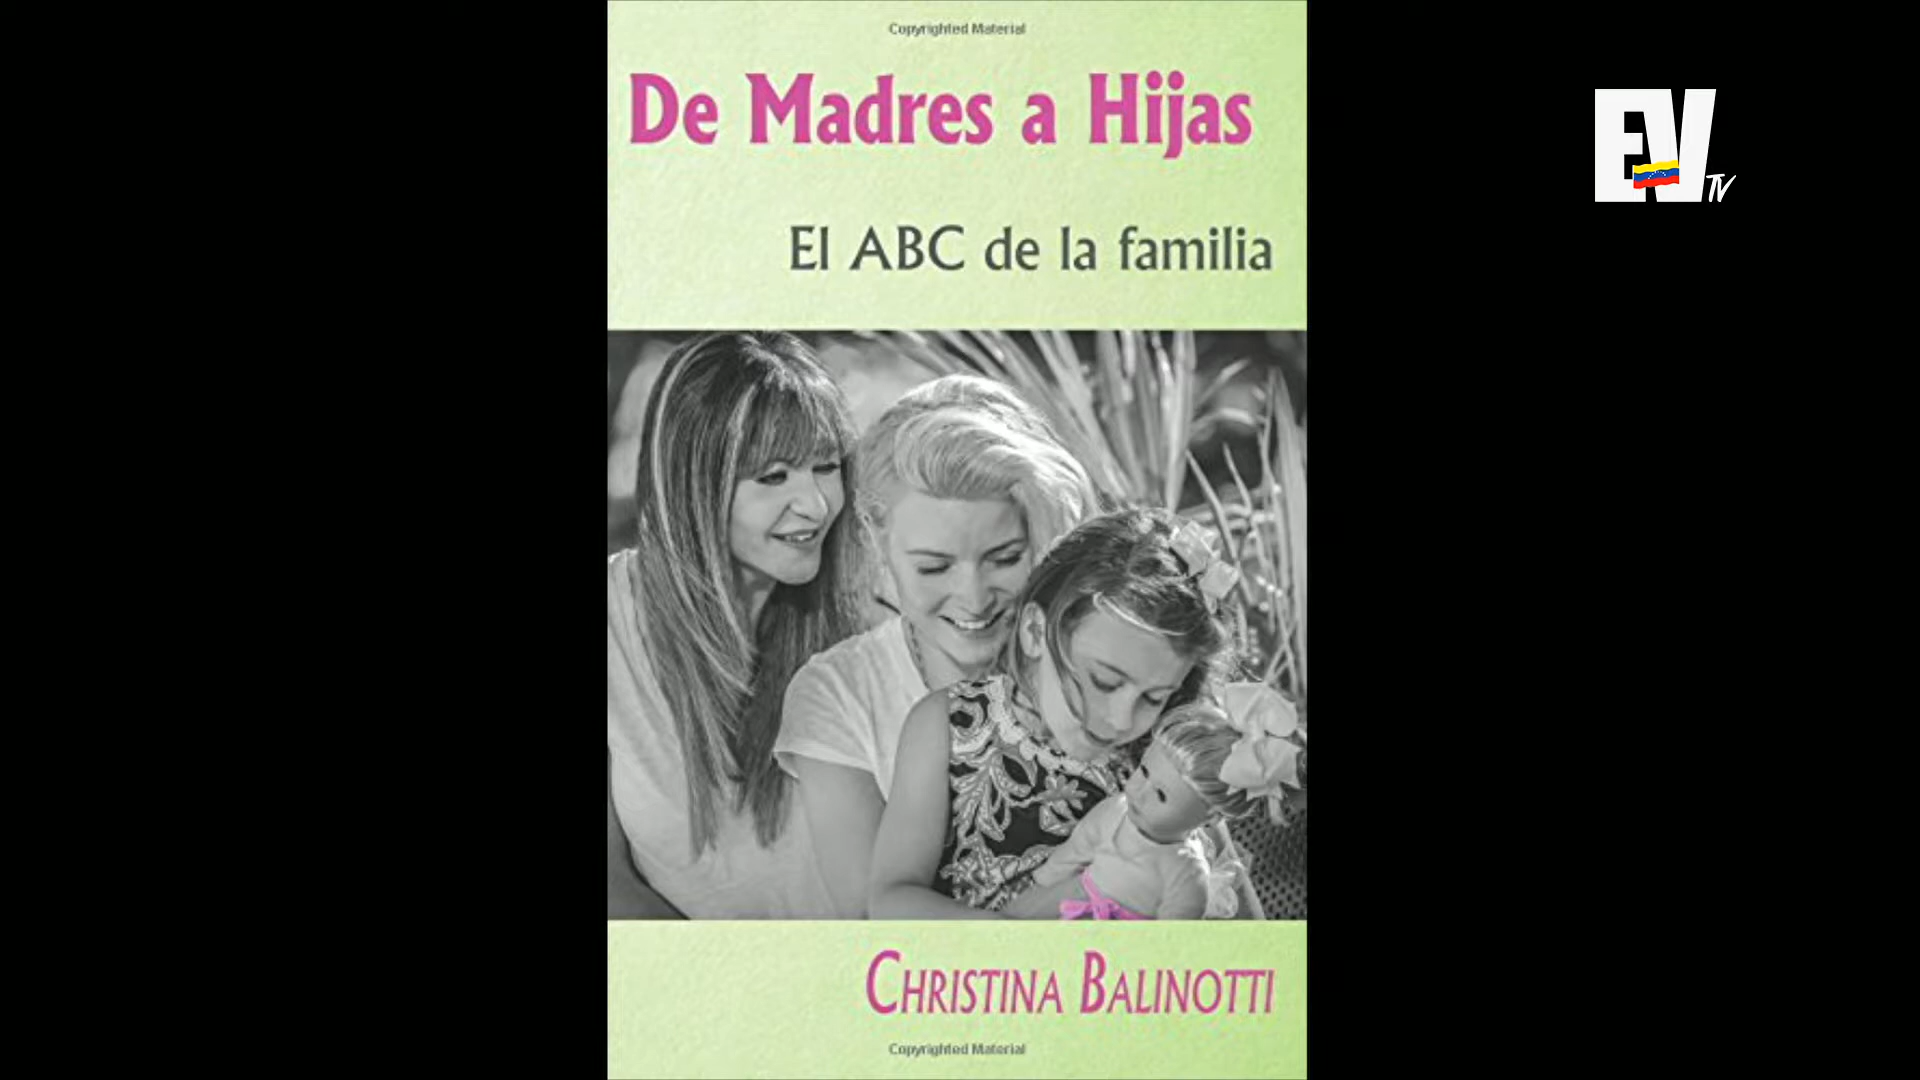 Copyrighted Material
De Madres a Hijas
El ABC de la familia
EV TV
CHRISTINA BALINOTTI
Copyrighted Material